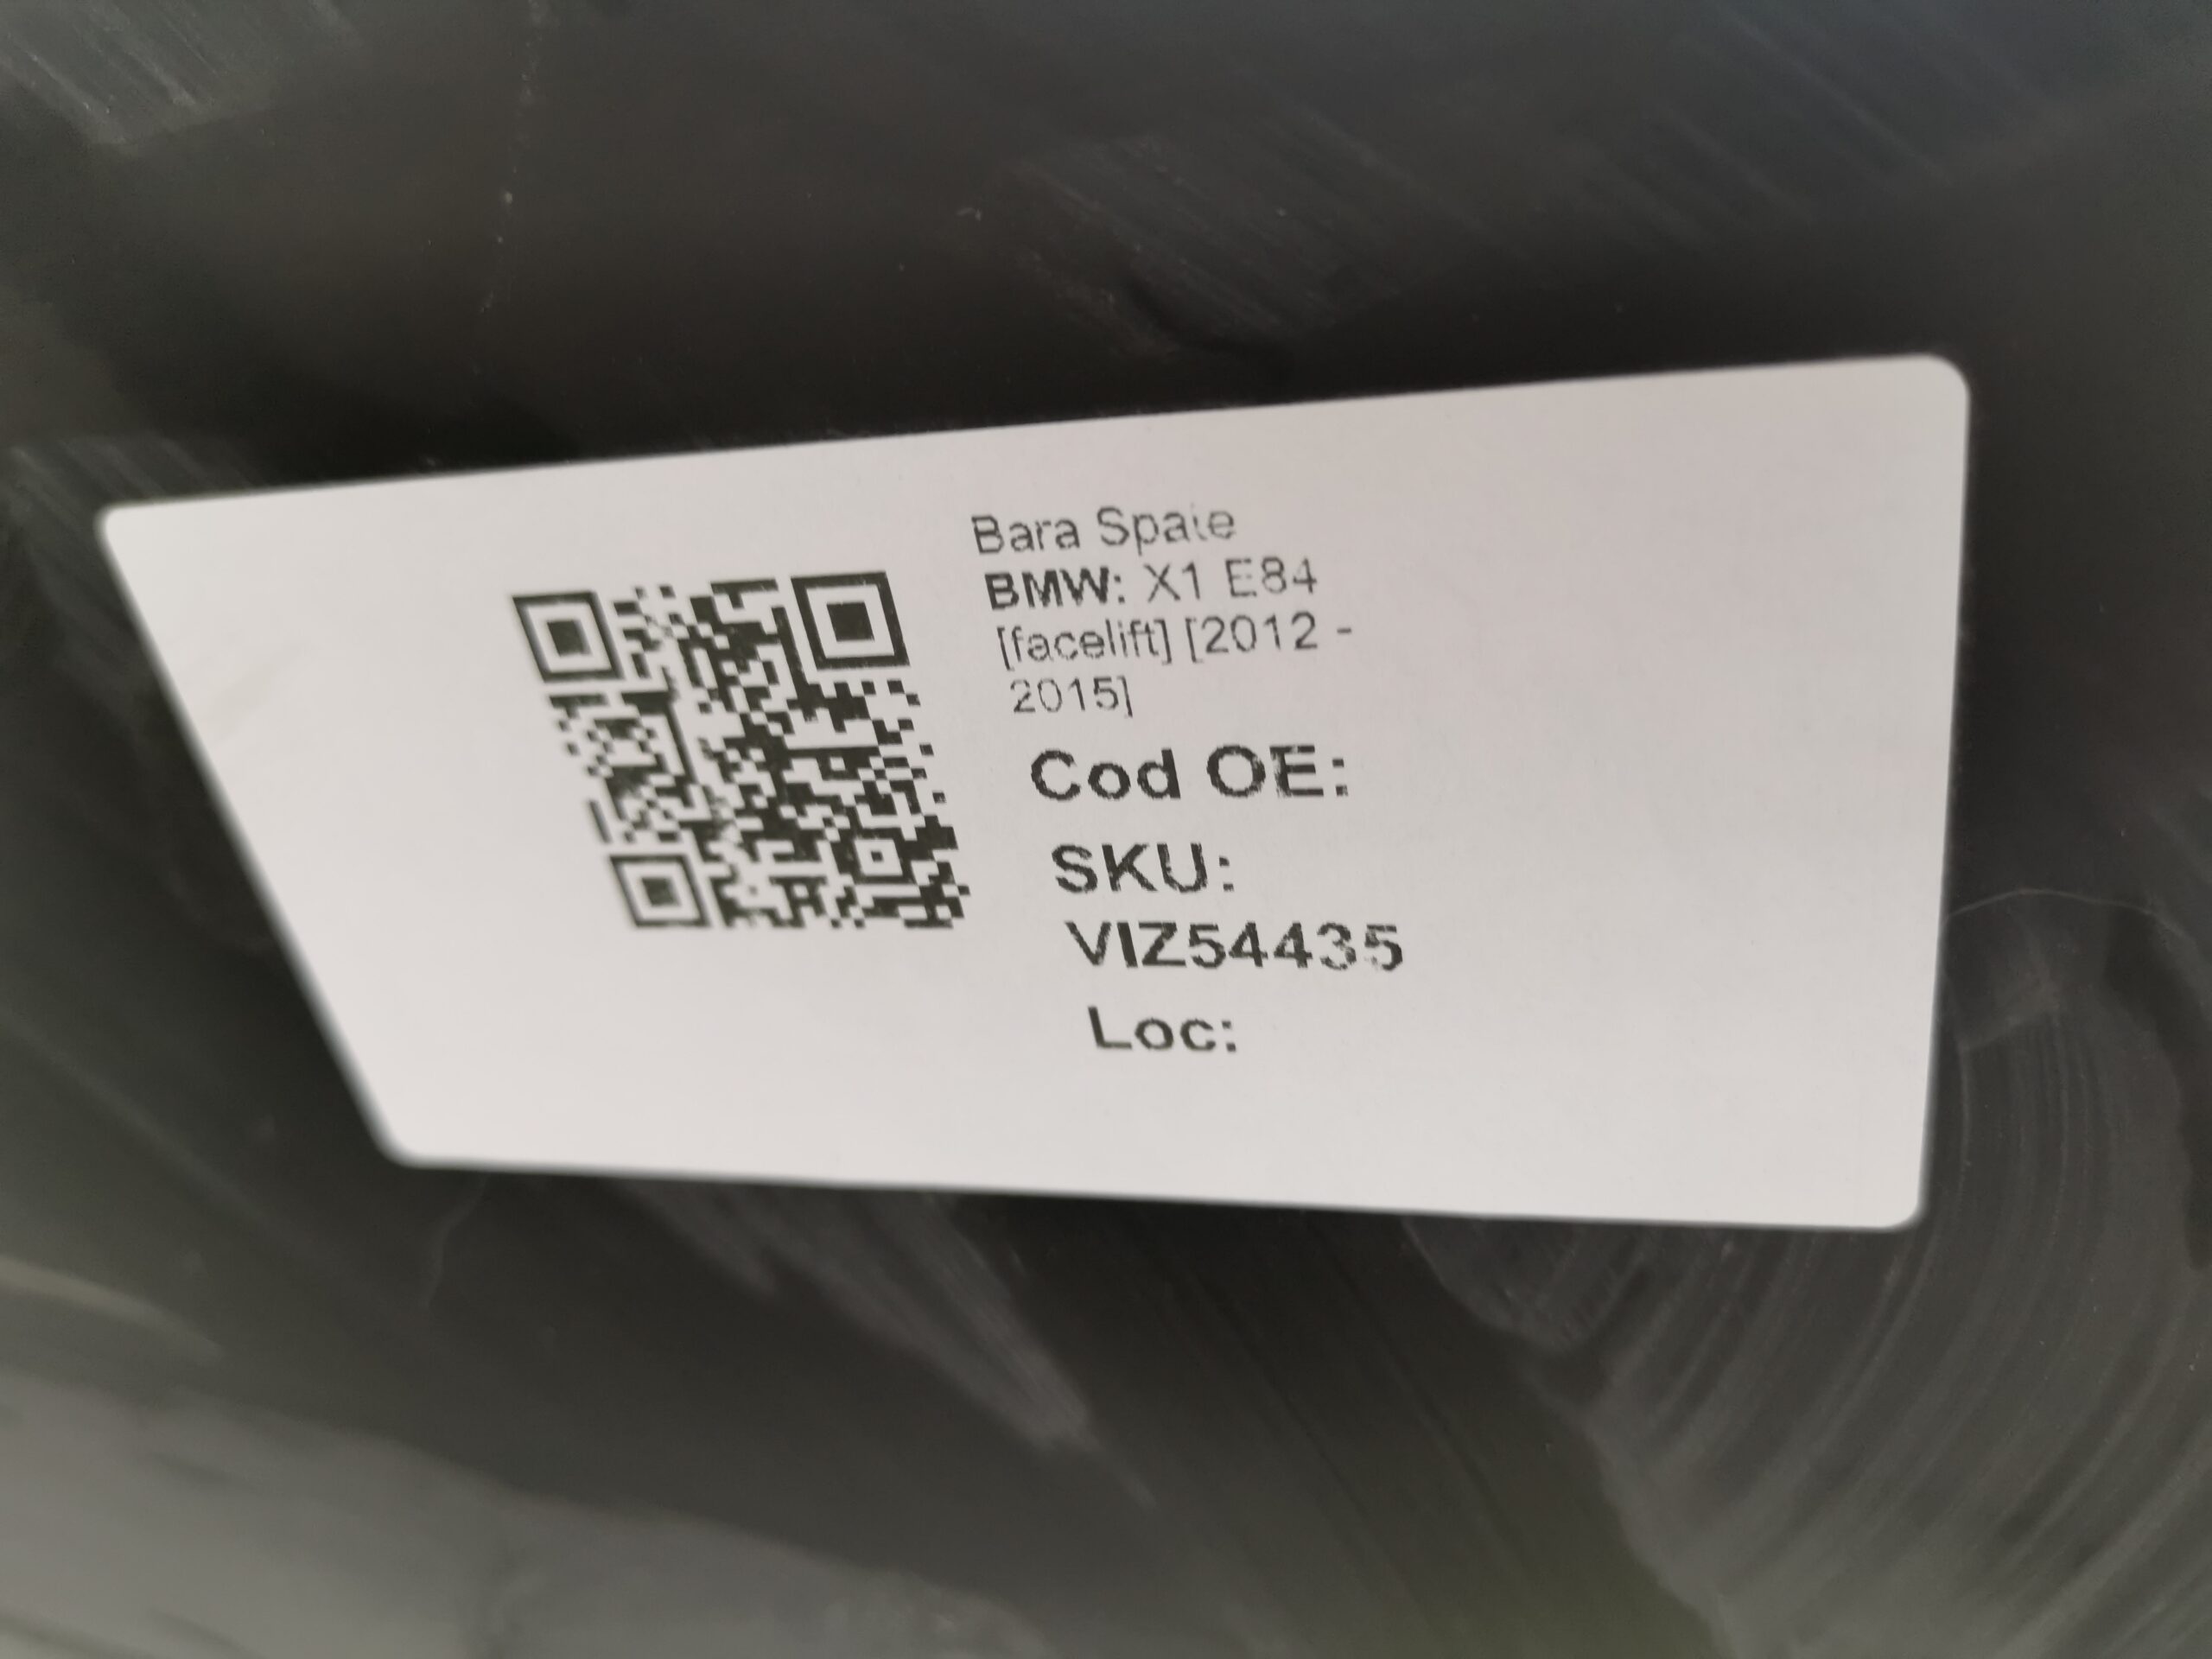 Bara Spate
BMW: X1 E84
[facelift] [2012 -
2015]
Cod OE:
SKU:
VIZ54435
Loc: